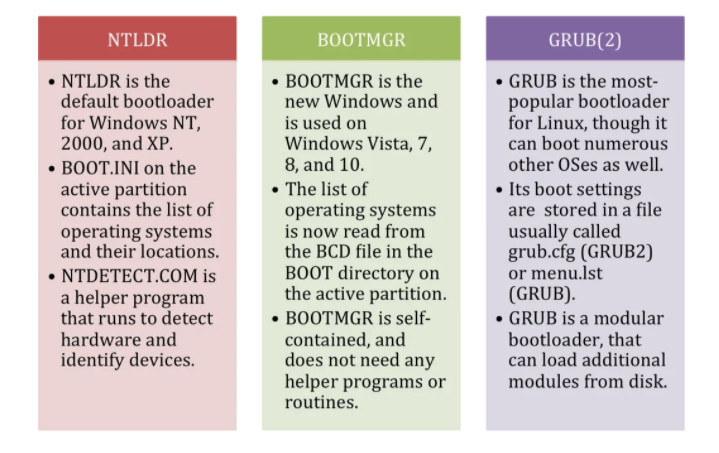 NTLDR
• NTLDR is the
default bootloader
for Windows NT,
2000, and XP.
• BOOT.INI on the
active partition
contains the list of
operating systems
and their locations.
• NTDETECT.COM is
a helper program
that runs to detect
hardware and
identify devices.
BOOTMGR
• BOOTMGR is the
new Windows and
is used on
Windows Vista, 7,
8, and 10.
• The list of
operating systems
is now read from
the BCD file in the
BOOT directory on
the active partition.
• BOOTMGR is self-
contained, and
does not need any
helper programs or
routines.
GRUB(2)
• GRUB is the most-
popular bootloader
for Linux, though it
can boot numerous
other OSes as well.
• Its boot settings
are stored in a file
usually called
grub.cfg (GRUB2)
or menu.lst
(GRUB).
• GRUB is a modular
bootloader, that
can load additional
modules from disk.